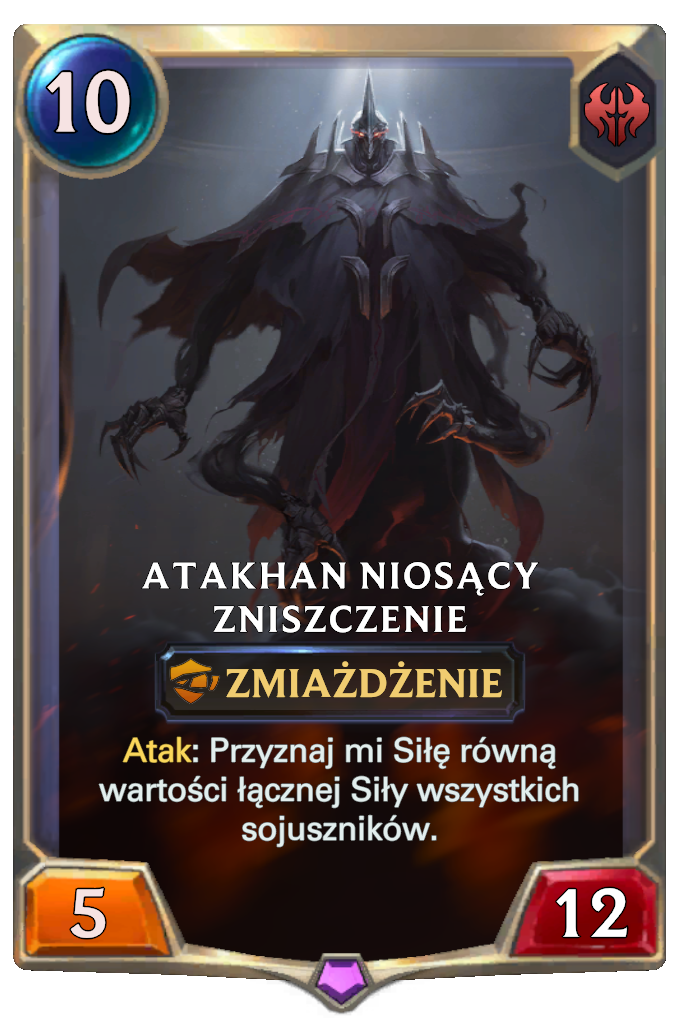 10
ATAKHAN NIOSĄCY
ZNISZCZENIE
ZMIAŻDŻENIE
Atak: Przyznaj mi Siłę równą
wartości łącznej Siły wszystkich
sojuszników.
5
12